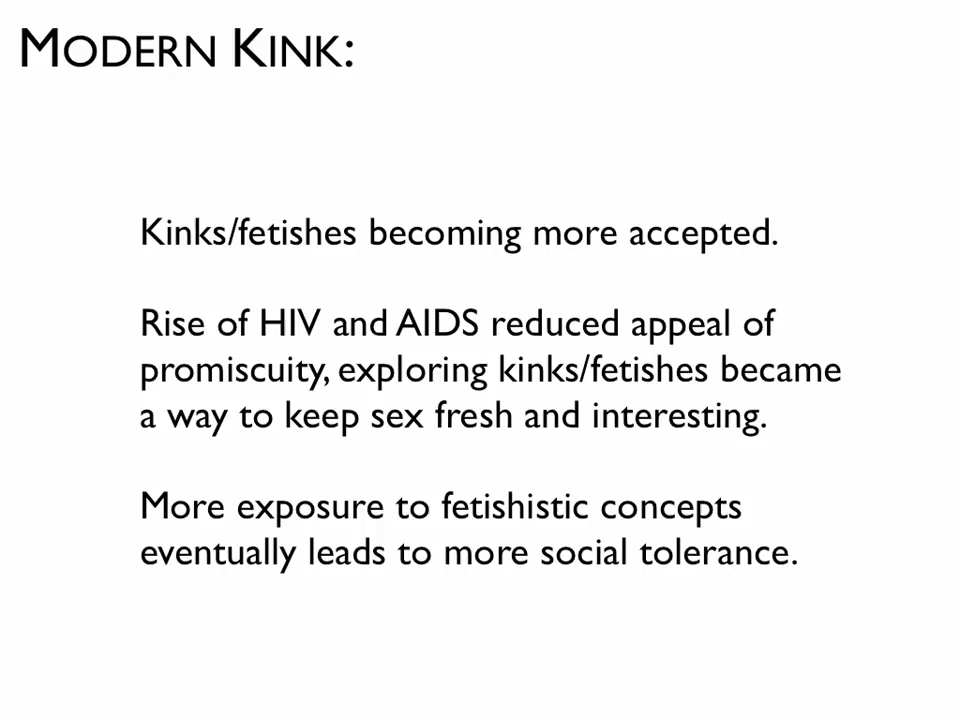 MODERN KINK:
Kinks/fetishes becoming more accepted.
Rise of HIV and AIDS reduced appeal of
promiscuity, exploring kinks/fetishes became
a way to keep sex fresh and interesting.
More exposure to fetishistic concepts
eventually leads to more social tolerance.